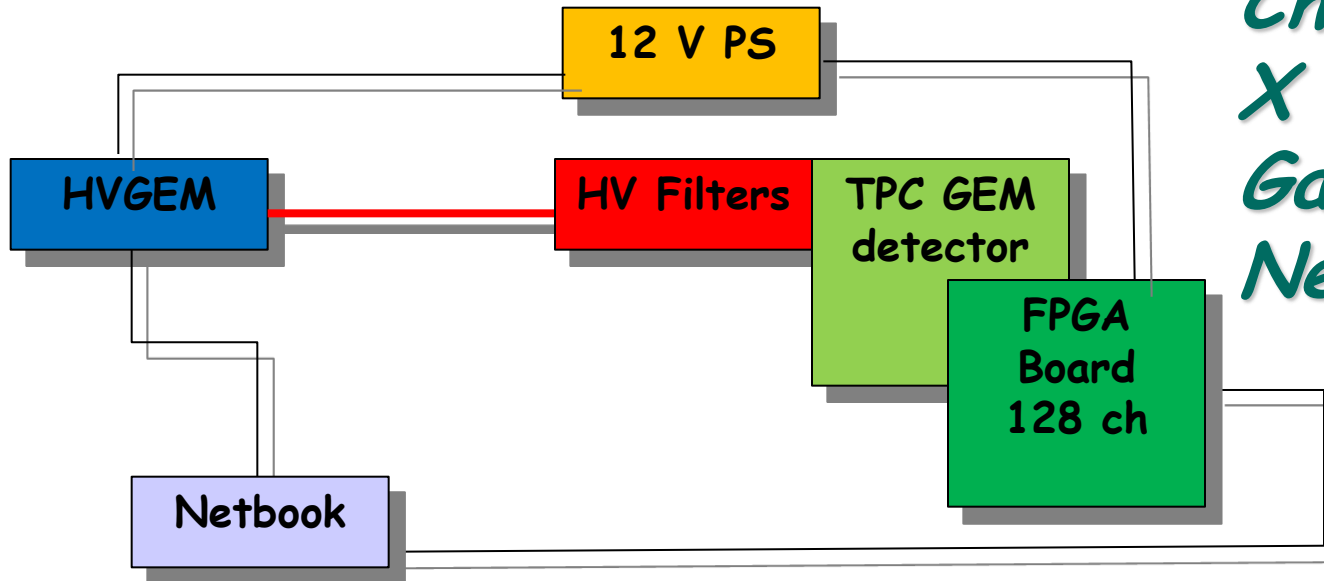 12 V PS
HVGEM
HV Filters
TPC GEM
detector
FPGA
Board
128 ch
Netbook
X